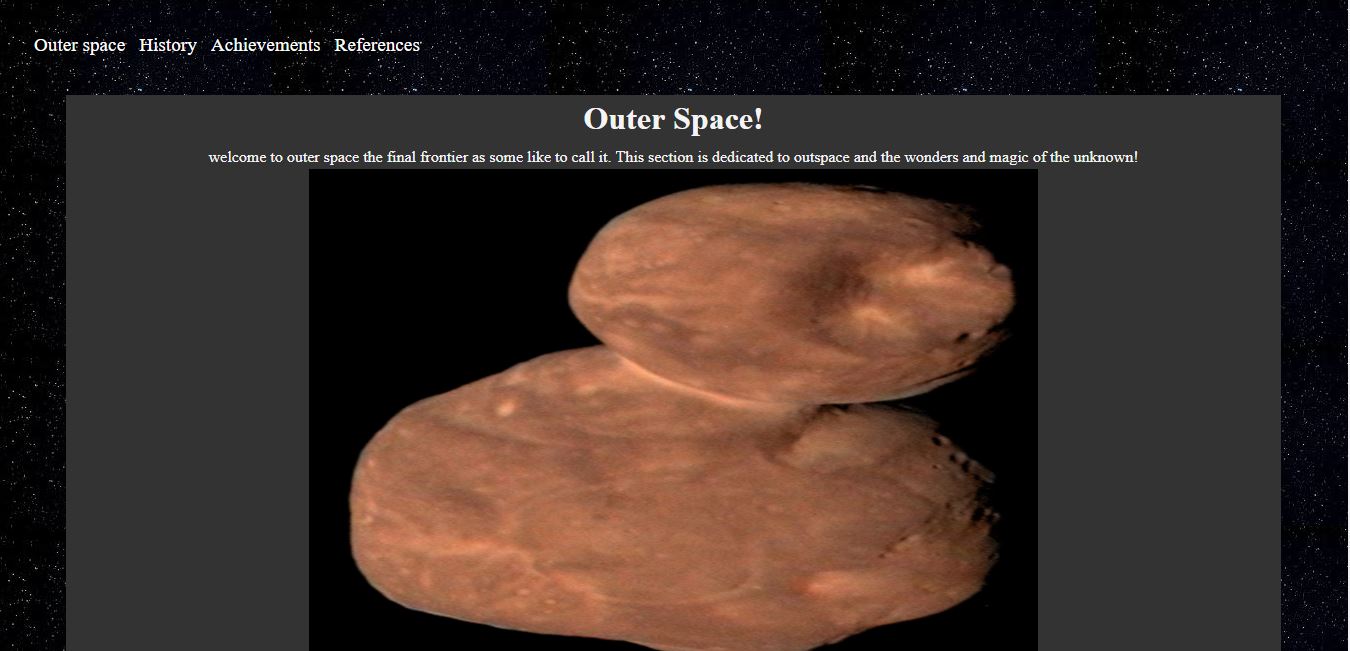 Outer space History Achievements References
Outer Space!
welcome to outer space the final frontier as some like to call it. This section is dedicated to outspace and the wonders and magic of the unknown!